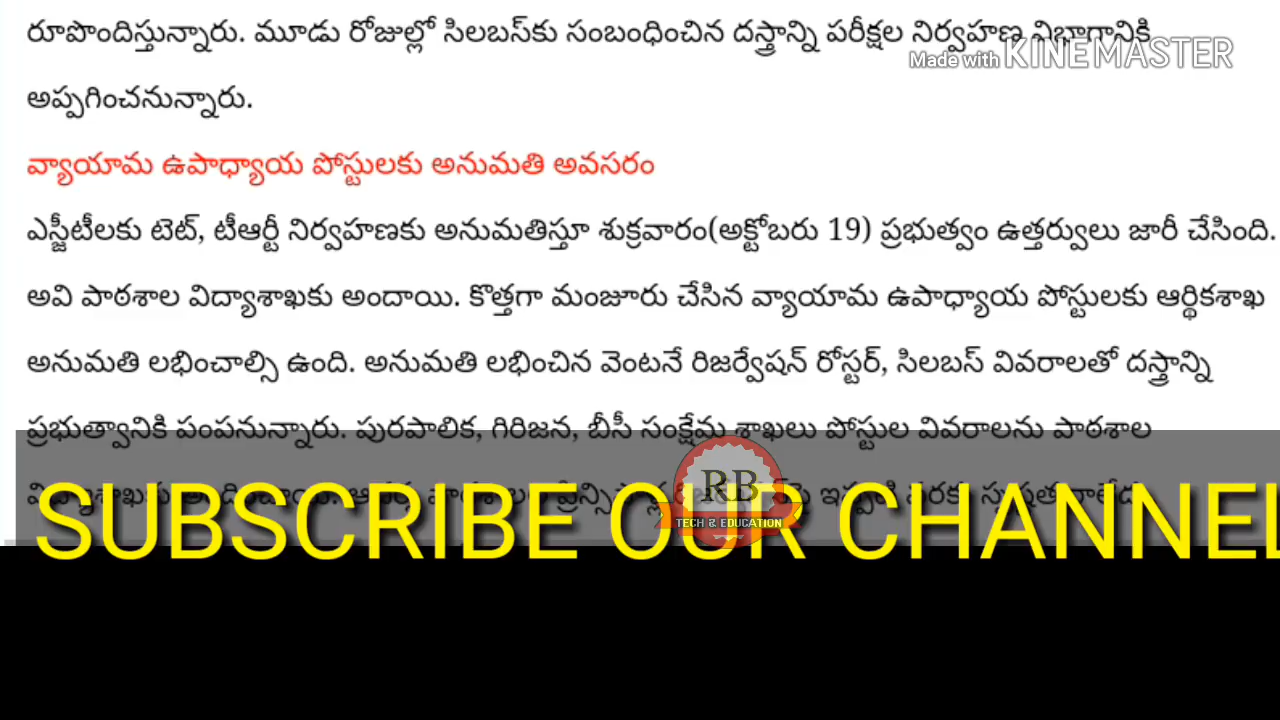 రూపొందిస్తున్నారు. మూడు రోజుల్లో సిలబస్‌కు సంబంధించిన దస్త్రాన్ని పరీక్షల నిర్వహణ విభాగానికి
Made with KINEMASTER
అప్పగించనున్నారు.
వ్యాయామ ఉపాధ్యాయ పోస్టులకు అనుమతి అవసరం
ఎస్జీటీలకు టెట్, టీఆర్టీ నిర్వహణకు అనుమతిస్తూ శుక్రవారం(అక్టోబరు 19) ప్రభుత్వం ఉత్తర్వులు జారీ చేసింది.
అవి పాఠశాల విద్యాశాఖకు అందాయి. కొత్తగా మంజూరు చేసిన వ్యాయామ ఉపాధ్యాయ పోస్టులకు ఆర్థికశాఖ
అనుమతి లభించాల్సి ఉంది. అనుమతి లభించిన వెంటనే రిజర్వేషన్ రోస్టర్, సిలబస్ వివరాలతో దస్త్రాన్ని
ప్రభుత్వానికి పంపనున్నారు. పురపాలిక, గిరిజన, బీసీ సంక్షేమ శాఖలు పోస్టుల వివరాలను పాఠశాల
RB
TECH & EDUCATION
SUBSCRIBE OUR CHANNEL